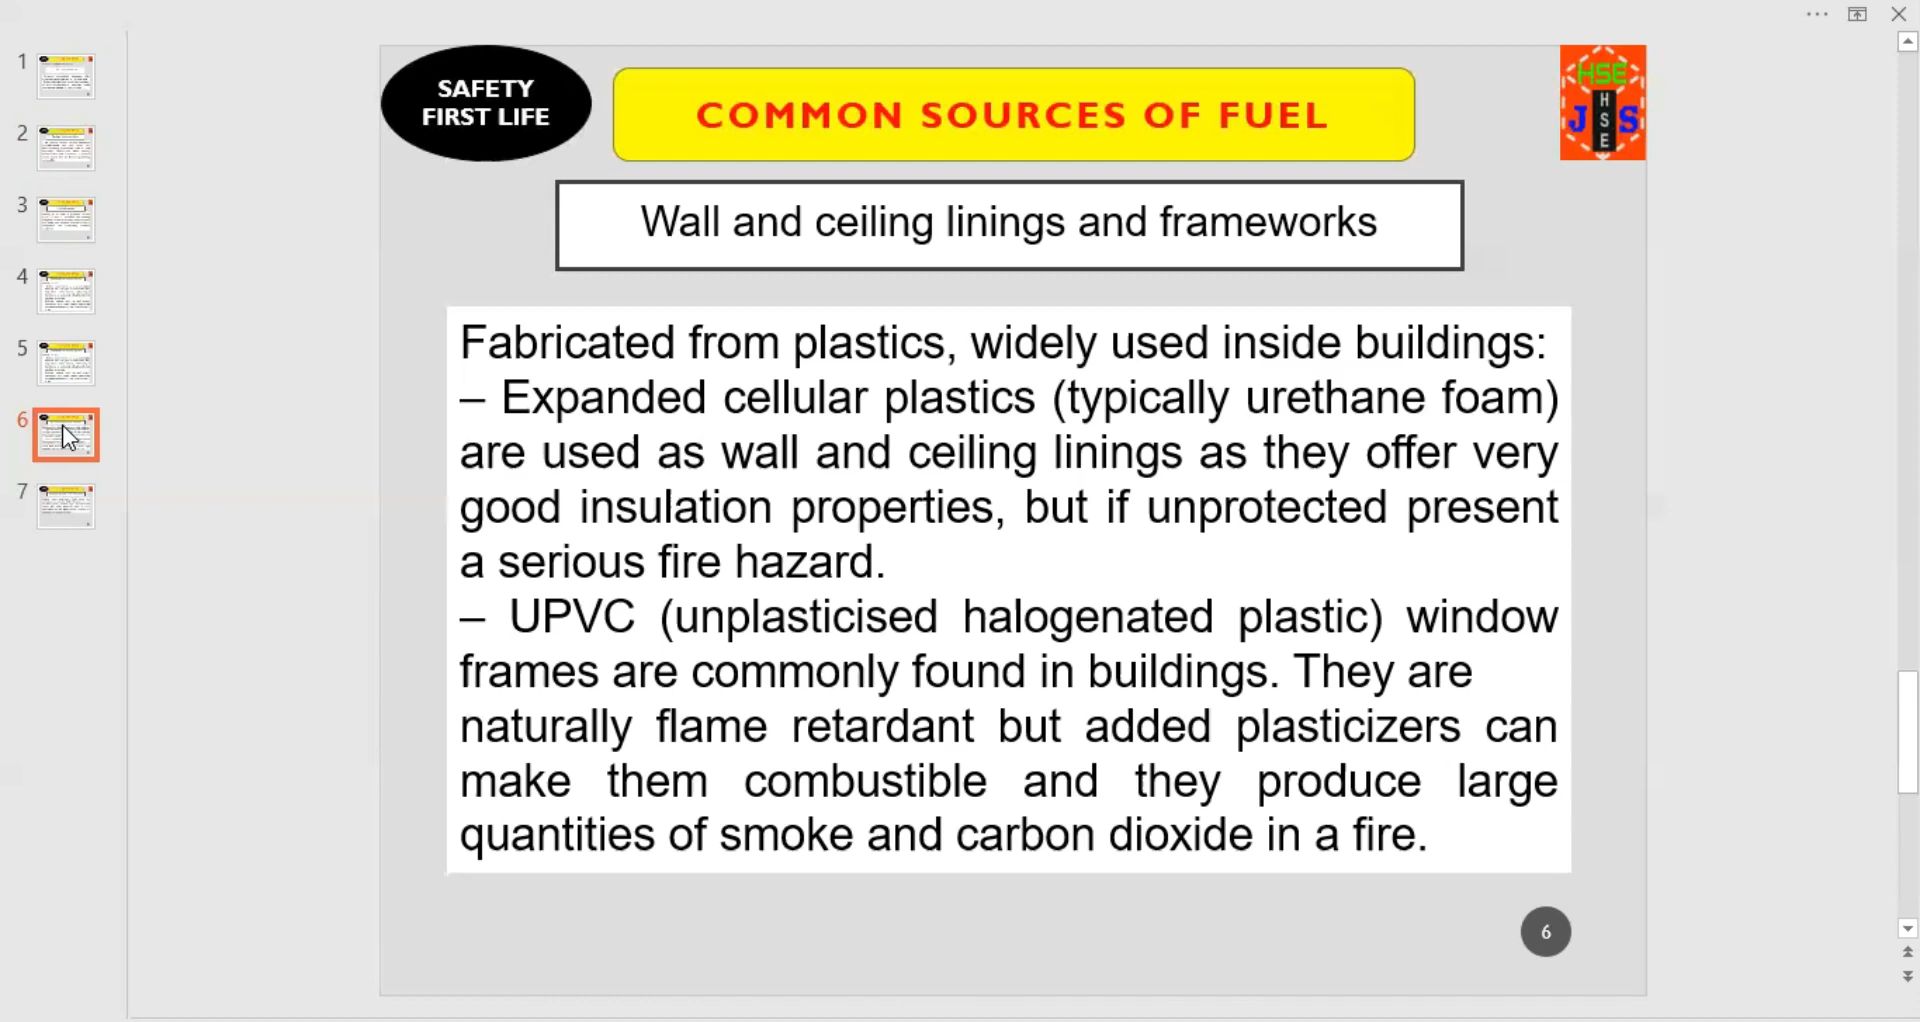 1
2
3
4
5
6
7
SAFETY
FIRST LIFE
COMMON SOURCES OF FUEL
HSE
J S
H
S
E
Wall and ceiling linings and frameworks
Fabricated from plastics, widely used inside buildings:
– Expanded cellular plastics (typically urethane foam)
are used as wall and ceiling linings as they offer very
good insulation properties, but if unprotected present
a serious fire hazard.
– UPVC (unplasticised halogenated plastic) window
frames are commonly found in buildings. They are
naturally flame retardant but added plasticizers can
make them combustible and they produce large
quantities of smoke and carbon dioxide in a fire.
6